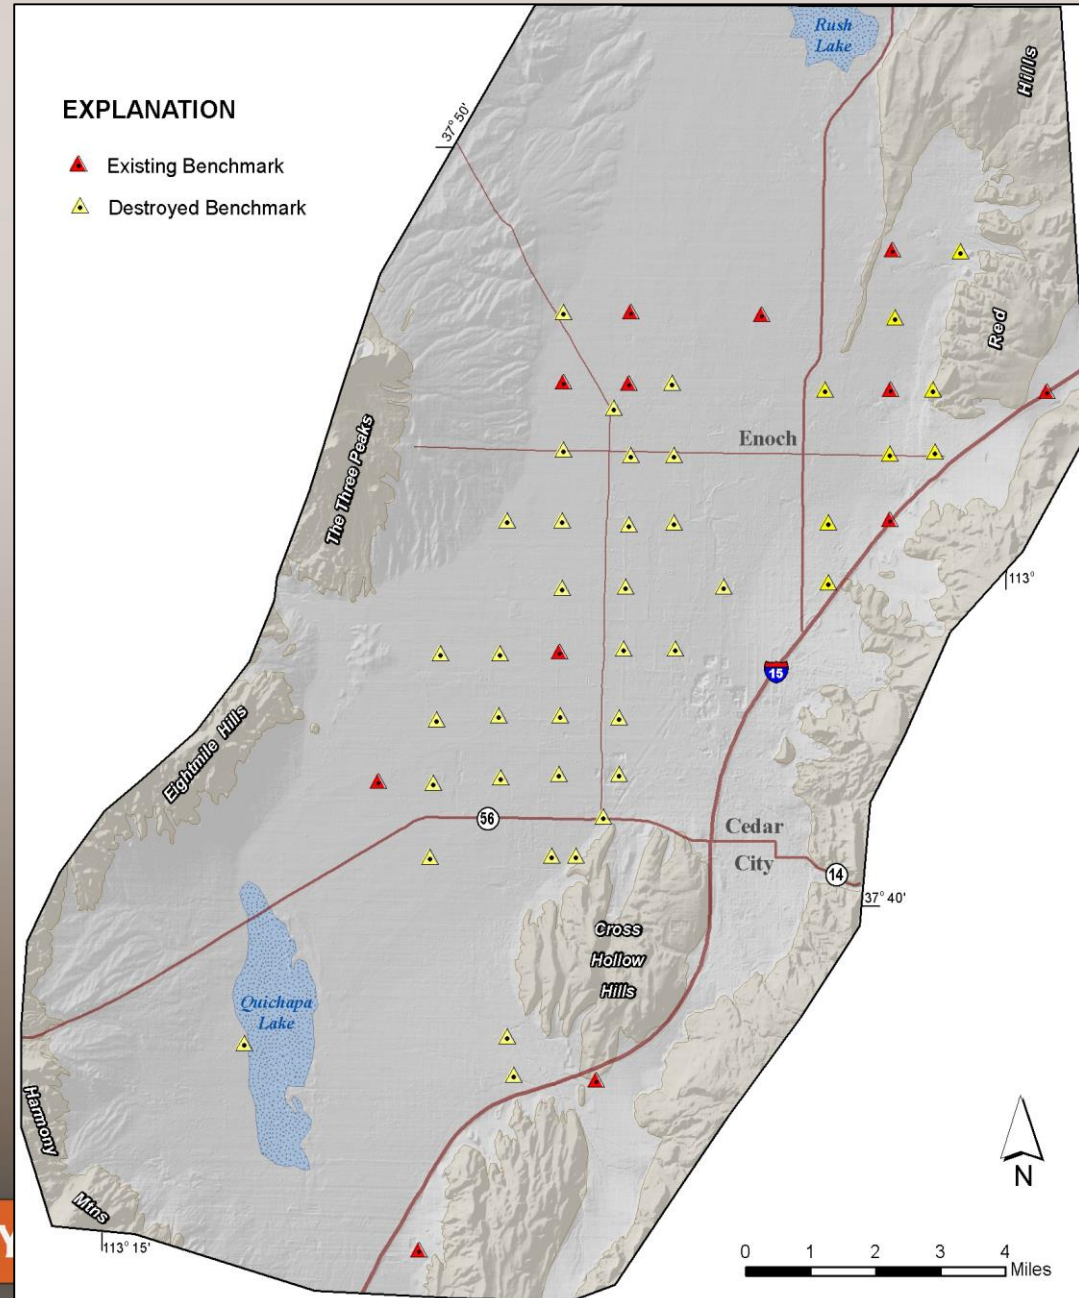 Rush
Lake
Hills
EXPLANATION
37° 50'
Existing Benchmark
Destroyed Benchmark
Red
Enoch
The Three Peaks
113°
15
Eightmile Hills
56
Cedar
City
14
37° 40'
Cross
Hollow
Hills
Quichapa
Lake
Harmony
Mtns
N
Y
113° 15'
0 1 2 3 4
Miles